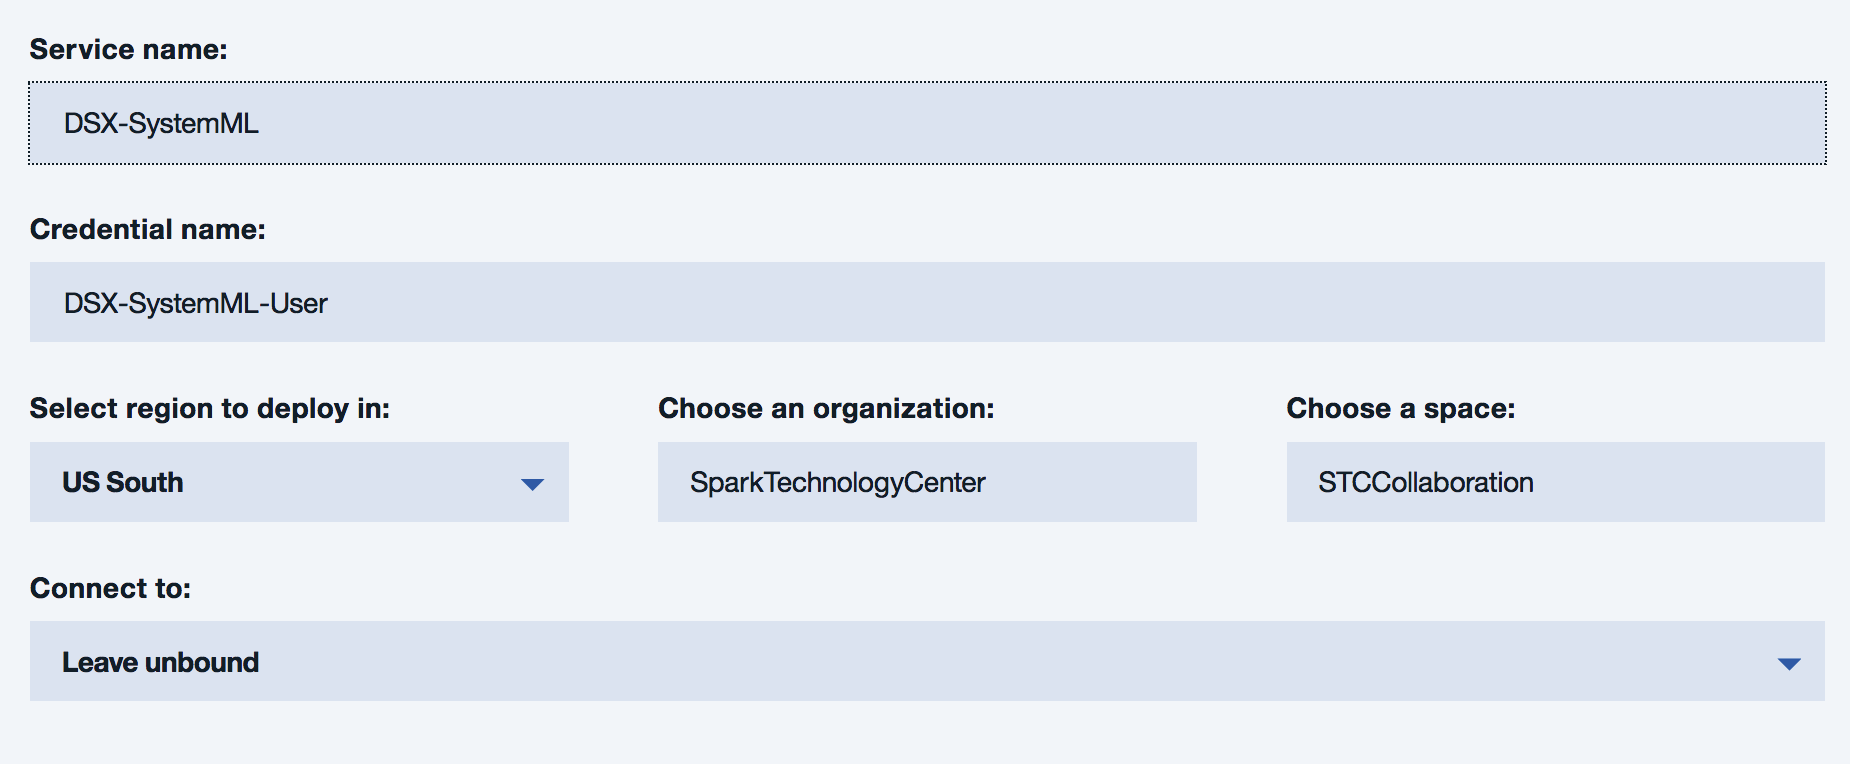 Service name:
DSX-SystemML
Credential name:
DSX-SystemML-User
Select region to deploy in:
Choose an organization:
Choose a space:
US South
SparkTechnologyCenter
STCCollaboration
Connect to:
Leave unbound